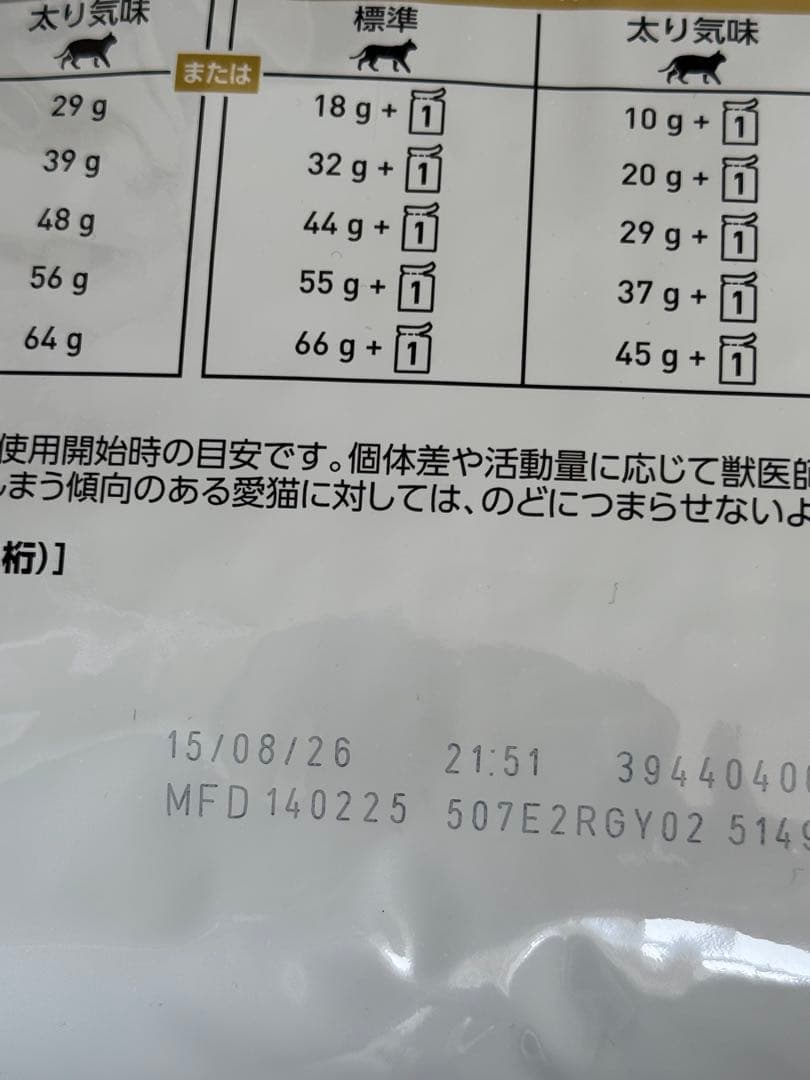 太り気味 標準 太り気味
または
29 g 18 g + 1 10 g + 1
39 g 32 g + 1 20 g + 1
48 g 44 g + 1 29 g + 1
56 g 55 g + 1 37 g + 1
64 g 66 g + 1 45 g + 1
使用開始時の目安です。個体差や活動量に応じて獣医師
しまう傾向のある愛猫に対しては、のどにつまらせないよ
桁)]
15/08/26 21:51 3944040
MFD 140225 507E2RGY02 5149